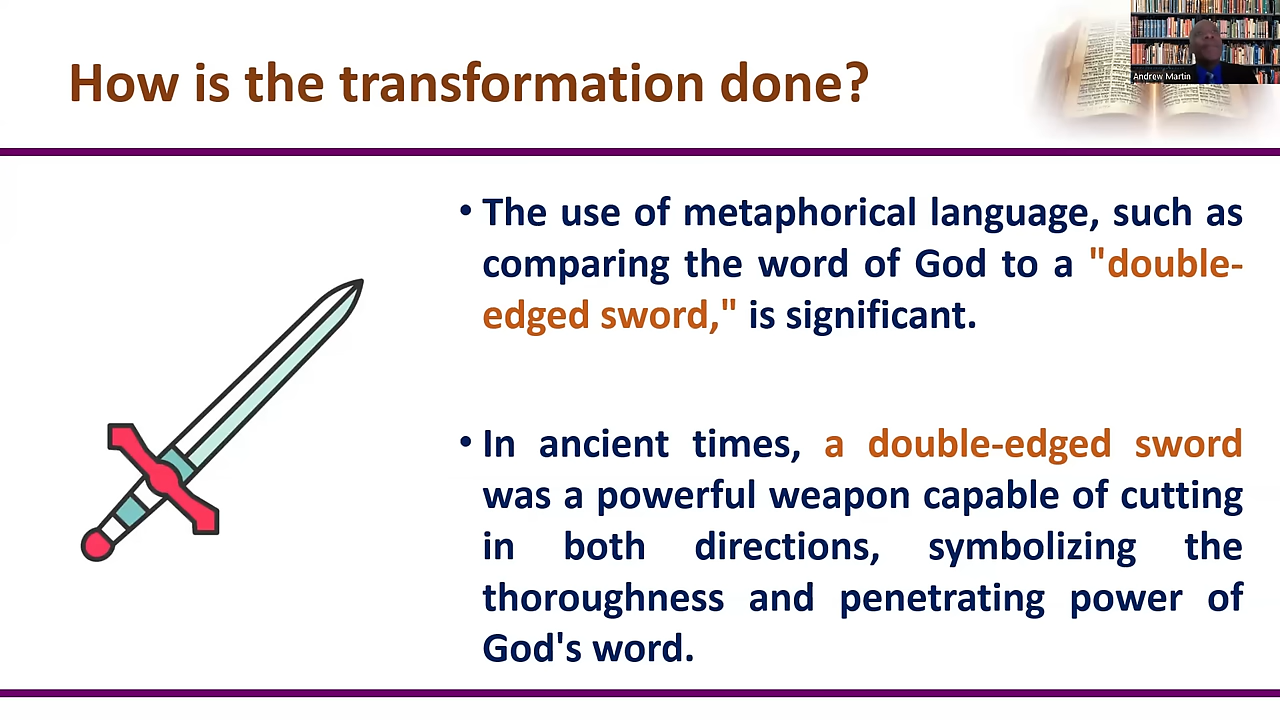 How is the transformation done?
Andrew Martin
• The use of metaphorical language, such as
comparing the word of God to a "double-
edged sword," is significant.
• In ancient times, a double-edged sword
was a powerful weapon capable of cutting
in both directions, symbolizing the
thoroughness and penetrating power of
God's word.